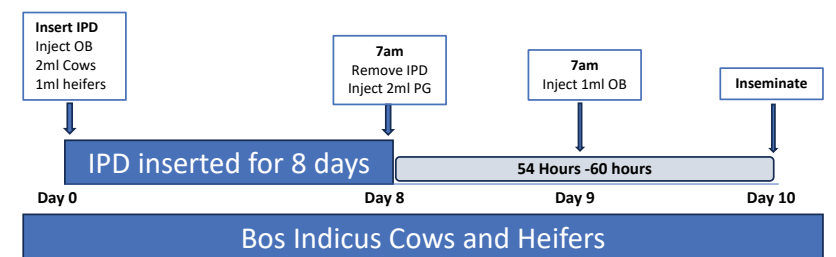 Insert IPD
Inject OB
2ml Cows
1ml heifers
7am
Remove IPD
Inject 2ml PG
7am
Inject 1ml OB
Inseminate
IPD inserted for 8 days
54 Hours -60 hours
Day 0
Day 8
Day 9
Day 10
Bos Indicus Cows and Heifers